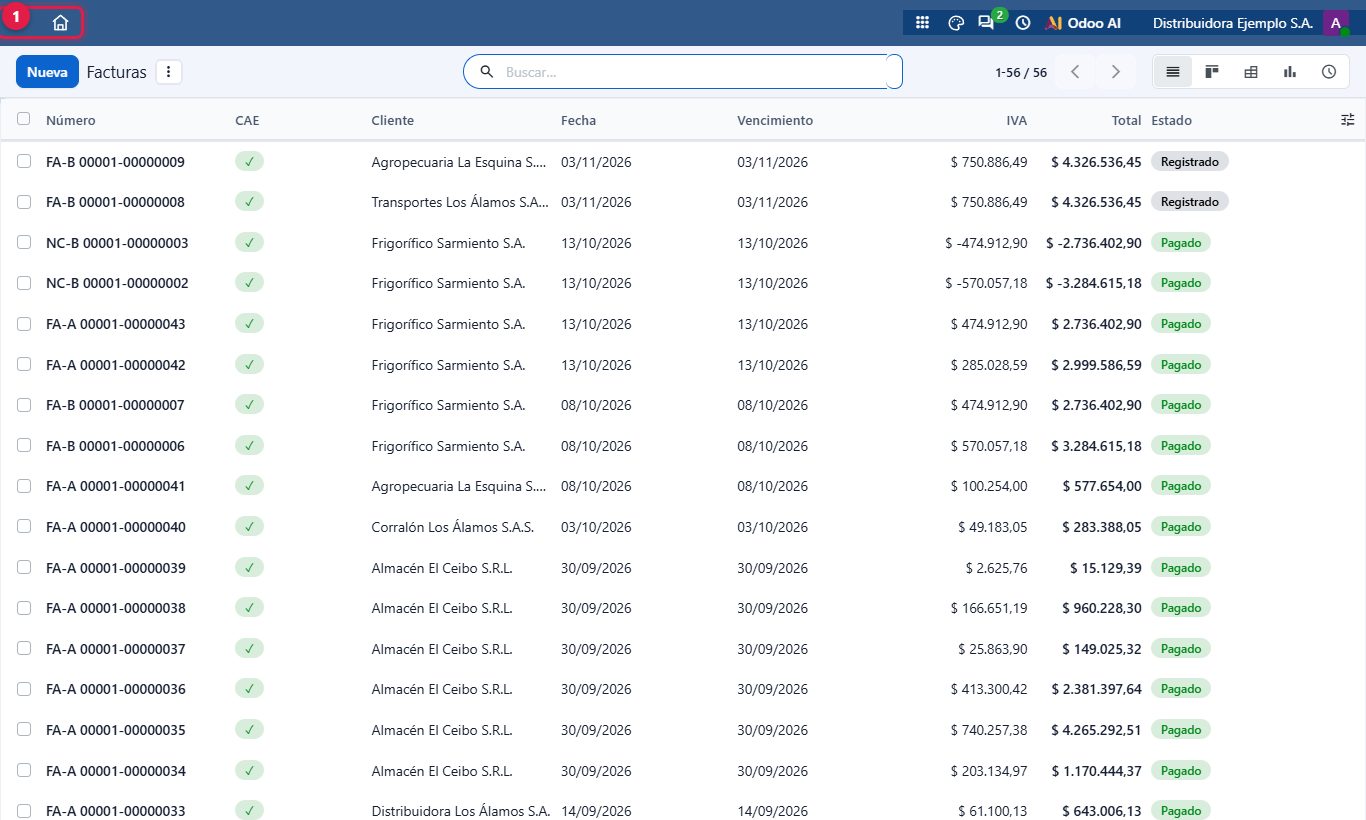 1
2
Odoo AI
Distribuidora Ejemplo S.A.
A
Nueva
Facturas
Buscar...
1-56 / 56
Número CAE Cliente Fecha Vencimiento IVA Total Estado
FA-B 00001-00000009 ✓ Agropecuaria La Esquina S.... 03/11/2026 03/11/2026 $ 750.886,49 $ 4.326.536,45 Registrado
FA-B 00001-00000008 ✓ Transportes Los Álamos S.A... 03/11/2026 03/11/2026 $ 750.886,49 $ 4.326.536,45 Registrado
NC-B 00001-00000003 ✓ Frigorífico Sarmiento S.A. 13/10/2026 13/10/2026 $ -474.912,90 $ -2.736.402,90 Pagado
NC-B 00001-00000002 ✓ Frigorífico Sarmiento S.A. 13/10/2026 13/10/2026 $ -570.057,18 $ -3.284.615,18 Pagado
FA-A 00001-00000043 ✓ Frigorífico Sarmiento S.A. 13/10/2026 13/10/2026 $ 474.912,90 $ 2.736.402,90 Pagado
FA-A 00001-00000042 ✓ Frigorífico Sarmiento S.A. 13/10/2026 13/10/2026 $ 285.028,59 $ 2.999.586,59 Pagado
FA-B 00001-00000007 ✓ Frigorífico Sarmiento S.A. 08/10/2026 08/10/2026 $ 474.912,90 $ 2.736.402,90 Pagado
FA-B 00001-00000006 ✓ Frigorífico Sarmiento S.A. 08/10/2026 08/10/2026 $ 570.057,18 $ 3.284.615,18 Pagado
FA-A 00001-00000041 ✓ Agropecuaria La Esquina S.... 08/10/2026 08/10/2026 $ 100.254,00 $ 577.654,00 Pagado
FA-A 00001-00000040 ✓ Corralón Los Álamos S.A.S. 03/10/2026 03/10/2026 $ 49.183,05 $ 283.388,05 Pagado
FA-A 00001-00000039 ✓ Almacén El Ceibo S.R.L. 30/09/2026 30/09/2026 $ 2.625,76 $ 15.129,39 Pagado
FA-A 00001-00000038 ✓ Almacén El Ceibo S.R.L. 30/09/2026 30/09/2026 $ 166.651,19 $ 960.228,30 Pagado
FA-A 00001-00000037 ✓ Almacén El Ceibo S.R.L. 30/09/2026 30/09/2026 $ 25.863,90 $ 149.025,32 Pagado
FA-A 00001-00000036 ✓ Almacén El Ceibo S.R.L. 30/09/2026 30/09/2026 $ 413.300,42 $ 2.381.397,64 Pagado
FA-A 00001-00000035 ✓ Almacén El Ceibo S.R.L. 30/09/2026 30/09/2026 $ 740.257,38 $ 4.265.292,51 Pagado
FA-A 00001-00000034 ✓ Almacén El Ceibo S.R.L. 30/09/2026 30/09/2026 $ 203.134,97 $ 1.170.444,37 Pagado
FA-A 00001-00000033 ✓ Distribuidora Los Álamos S.A. 14/09/2026 14/09/2026 $ 61.100,13 $ 643.006,13 Pagado